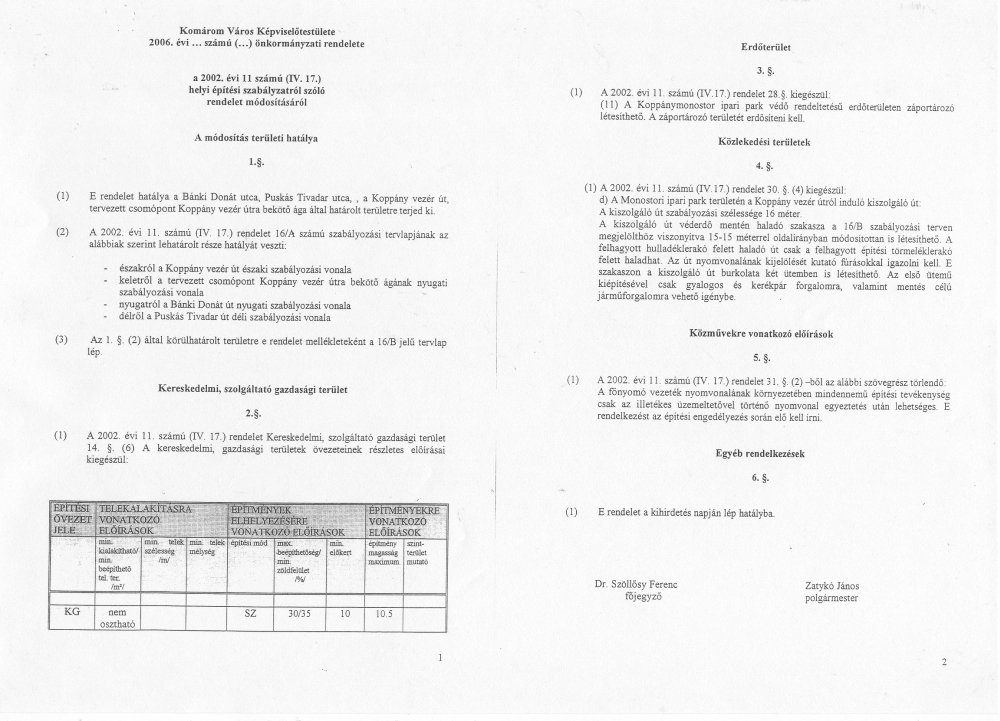 Komárom Város Képviselőtestülete
2006. évi ... számú (...) önkormányzati rendelete
a 2002. évi 11 számú (IV. 17.)
helyi építési szabályzatról szóló
rendelet módosításáról
A módosítás területi hatálya
1.§.
(1) E rendelet hatálya a Bánki Donát utca, Puskás Tivadar utca, , a Koppány vezér út,
tervezett csomópont Koppány vezér útra bekötő ága által határolt területre terjed ki.
(2) A 2002. évi 11. számú (IV. 17.) rendelet 16/A számú szabályozási tervlapjának az
alábbiak szerint lehatárolt része hatályát veszti:
- északról a Koppány vezér út északi szabályozási vonala
- keletről a tervezett csomópont Koppány vezér útra bekötő ágának nyugati
szabályozási vonala
- nyugatról a Bánki Donát út nyugati szabályozási vonala
- délről a Puskás Tivadar út déli szabályozási vonala
(3) Az 1. §. (2) által körülhatárolt területre e rendelet mellékleteként a 16/B jelű tervlap
lép.
Kereskedelmi, szolgáltató gazdasági terület
2.§.
(1) A 2002. évi 11. számú (IV. 17.) rendelet Kereskedelmi, szolgáltató gazdasági terület
14. §. (6) A kereskedelmi, gazdasági területek övezeteinek részletes előírásai
kiegészül:
ÉPÍTÉSI TELEKALAKÍTÁSRA ÉPÍTMÉNYEK ÉPÍTMÉNYEKRE
ÖVEZET VONATKOZÓ ELHELYEZÉSÉRE VONATKOZÓ
JELE ELŐÍRÁSOK VONATKOZÓ ELŐÍRÁSOK ELŐÍRÁSOK
min. min. telek min. telek építési mód max. min. építmény szint-
kialakítható/ szélesség mélység beépíthetőség/ előkert magasság terület
min. /m/ min. maximum mutató
beépíthető zöldfelület
tel. ter. /%/
/m²/
KG nem SZ 30/35 10 10.5
osztható
1
Erdőterület
3. §.
(1) A 2002. évi 11. számú (IV.17.) rendelet 28.§. kiegészül:
(11) A Koppánymonostor ipari park védő rendeltetésű erdőterületen záportározó
létesíthető. A záportározó területét erdősíteni kell.
Közlekedési területek
4. §.
(1) A 2002. évi 11. számú (IV.17.) rendelet 30. §. (4) kiegészül:
d) A Monostori ipari park területén a Koppány vezér útról induló kiszolgáló út:
A kiszolgáló út szabályozási szélessége 16 méter.
A kiszolgáló út véderdő mentén haladó szakasza a 16/B szabályozási terven
megjelölthöz viszonyítva 15-15 méterrel oldalirányban módosítottan is létesíthető. A
felhagyott hulladéklerakó felett haladó út csak a felhagyott építési törmeléklerakó
felett haladhat. Az út nyomvonalának kijelölését kutató fúrásokkal igazolni kell. E
szakaszon a kiszolgáló út burkolata két ütemben is létesíthető. Az első ütemű
kiépítésével csak gyalogos és kerékpár forgalomra, valamint mentés célú
járműforgalomra vehető igénybe.
Közművekre vonatkozó előírások
5. §.
(1) A 2002. évi 11. számú (IV. 17.) rendelet 31. §. (2) –ből az alábbi szövegrész törlendő:
A főnyomó vezeték nyomvonalának környezetében mindennemű építési tevékenység
csak az illetékes üzemeltetővel történő nyomvonal egyeztetés után lehetséges. E
rendelkezést az építési engedélyezés során elő kell írni.
Egyéb rendelkezések
6. §.
(1) E rendelet a kihirdetés napján lép hatályba.
Dr. Szöllősy Ferenc Zatykó János
főjegyző polgármester
2